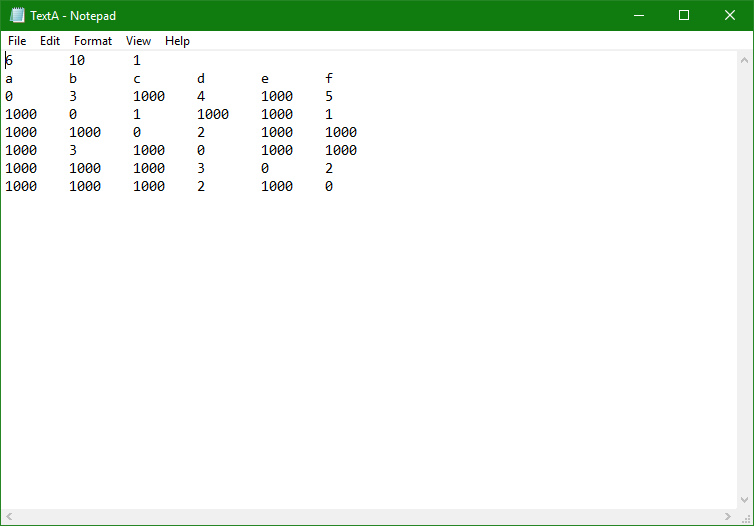 TextA - Notepad
File Edit Format View Help
6 10 1
a b c d e f
0 3 1000 4 1000 5
1000 0 1 1000 1000 1
1000 1000 0 2 1000 1000
1000 3 1000 0 1000 1000
1000 1000 1000 3 0 2
1000 1000 1000 2 1000 0